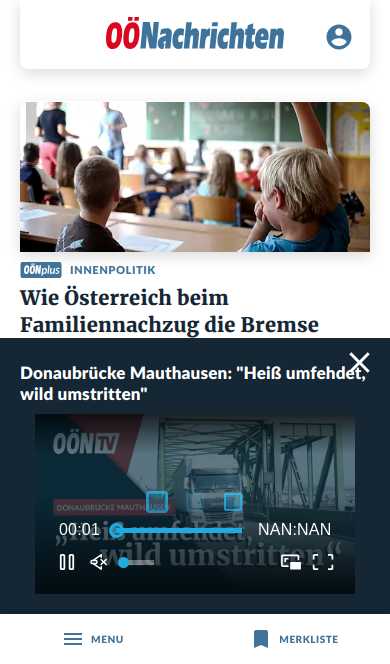 OÖNachrichten
OÖNplus INNENPOLITIK
Wie Österreich beim
Familiennachzug die Bremse
Donaubrücke Mauthausen: "Heiß umfehdet,
wild umstritten"
OÖN TV
DONAUBRÜCKE MAUTHAUSEN
„Heiß umfehdet,
wild umstritten“
00:01
NAN:NAN
MENU
MERKLISTE